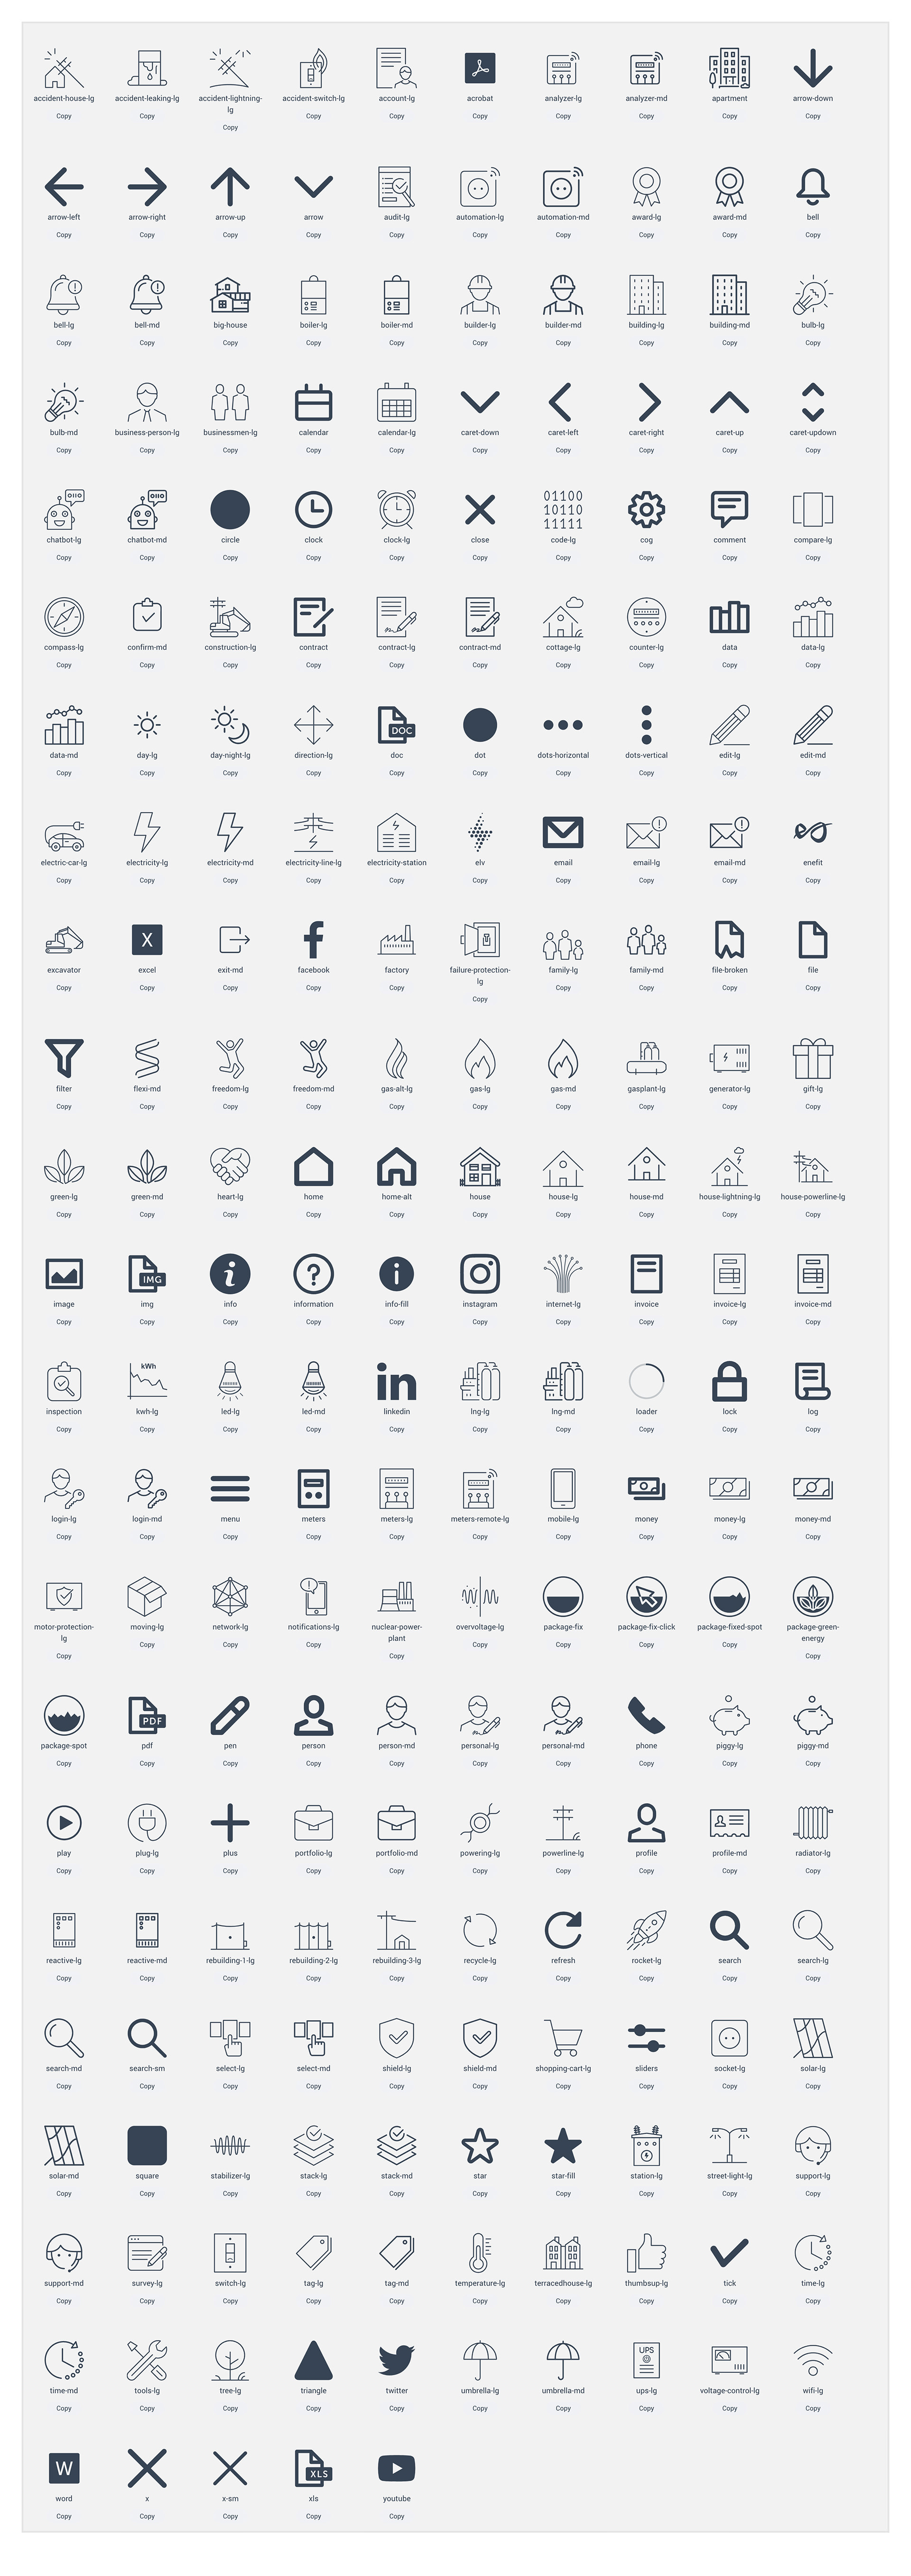 accident-house-lg accident-leaking-lg accident-lightning- accident-switch-lg account-lg acrobat analyzer-lg analyzer-md apartment arrow-down
lg
Copy Copy Copy Copy Copy Copy Copy Copy Copy
Copy
arrow-left arrow-right arrow-up arrow audit-lg automation-lg automation-md award-lg award-md bell
Copy Copy Copy Copy Copy Copy Copy Copy Copy Copy
bell-lg bell-md big-house boiler-lg boiler-md builder-lg builder-md building-lg building-md bulb-lg
Copy Copy Copy Copy Copy Copy Copy Copy Copy Copy
bulb-md business-person-lg businessmen-lg calendar calendar-lg caret-down caret-left caret-right caret-up caret-updown
Copy Copy Copy Copy Copy Copy Copy Copy Copy Copy
01100
10110
11111
chatbot-lg chatbot-md circle clock clock-lg close code-lg cog comment compare-lg
Copy Copy Copy Copy Copy Copy Copy Copy Copy Copy
compass-lg confirm-md construction-lg contract contract-lg contract-md cottage-lg counter-lg data data-lg
Copy Copy Copy Copy Copy Copy Copy Copy Copy Copy
DOC
data-md day-lg day-night-lg direction-lg doc dot dots-horizontal dots-vertical edit-lg edit-md
Copy Copy Copy Copy Copy Copy Copy Copy Copy Copy
electric-car-lg electricity-lg electricity-md electricity-line-lg electricity-station elv email email-lg email-md enefit
Copy Copy Copy Copy Copy Copy Copy Copy Copy Copy
X
excavator excel exit-md facebook factory failure-protection- family-lg family-md file-broken file
lg
Copy Copy Copy Copy Copy Copy Copy Copy Copy
Copy
filter flexi-md freedom-lg freedom-md gas-alt-lg gas-lg gas-md gasplant-lg generator-lg gift-lg
Copy Copy Copy Copy Copy Copy Copy Copy Copy Copy
green-lg green-md heart-lg home home-alt house house-lg house-md house-lightning-lg house-powerline-lg
Copy Copy Copy Copy Copy Copy Copy Copy Copy Copy
IMG
image img info information info-fill instagram internet-lg invoice invoice-lg invoice-md
Copy Copy Copy Copy Copy Copy Copy Copy Copy Copy
kWh in
inspection kwh-lg led-lg led-md linkedin lng-lg lng-md loader lock log
Copy Copy Copy Copy Copy Copy Copy Copy Copy Copy
login-lg login-md menu meters meters-lg meters-remote-lg mobile-lg money money-lg money-md
Copy Copy Copy Copy Copy Copy Copy Copy Copy Copy
motor-protection- moving-lg network-lg notifications-lg nuclear-power- overvoltage-lg package-fix package-fix-click package-fixed-spot package-green-
lg plant energy
Copy Copy Copy Copy Copy Copy Copy
Copy Copy Copy
PDF
package-spot pdf pen person person-md personal-lg personal-md phone piggy-lg piggy-md
Copy Copy Copy Copy Copy Copy Copy Copy Copy Copy
play plug-lg plus portfolio-lg portfolio-md powering-lg powerline-lg profile profile-md radiator-lg
Copy Copy Copy Copy Copy Copy Copy Copy Copy Copy
reactive-lg reactive-md rebuilding-1-lg rebuilding-2-lg rebuilding-3-lg recycle-lg refresh rocket-lg search search-lg
Copy Copy Copy Copy Copy Copy Copy Copy Copy Copy
search-md search-sm select-lg select-md shield-lg shield-md shopping-cart-lg sliders socket-lg solar-lg
Copy Copy Copy Copy Copy Copy Copy Copy Copy Copy
solar-md square stabilizer-lg stack-lg stack-md star star-fill station-lg street-light-lg support-lg
Copy Copy Copy Copy Copy Copy Copy Copy Copy Copy
support-md survey-lg switch-lg tag-lg tag-md temperature-lg terracedhouse-lg thumbsup-lg tick time-lg
Copy Copy Copy Copy Copy Copy Copy Copy Copy Copy
UPS
time-md tools-lg tree-lg triangle twitter umbrella-lg umbrella-md ups-lg voltage-control-lg wifi-lg
Copy Copy Copy Copy Copy Copy Copy Copy Copy Copy
W XLS
word x x-sm xls youtube
Copy Copy Copy Copy Copy